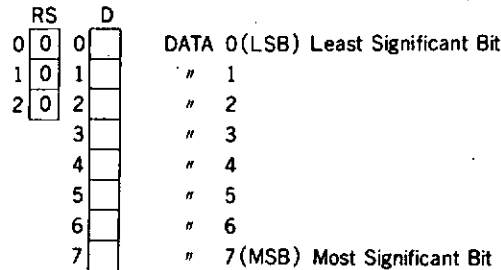 RS D
0 0 0 DATA 0(LSB) Least Significant Bit
1 0 1 " 1
2 0 2 " 2
3 " 3
4 " 4
5 " 5
6 " 6
7 " 7(MSB) Most Significant Bit